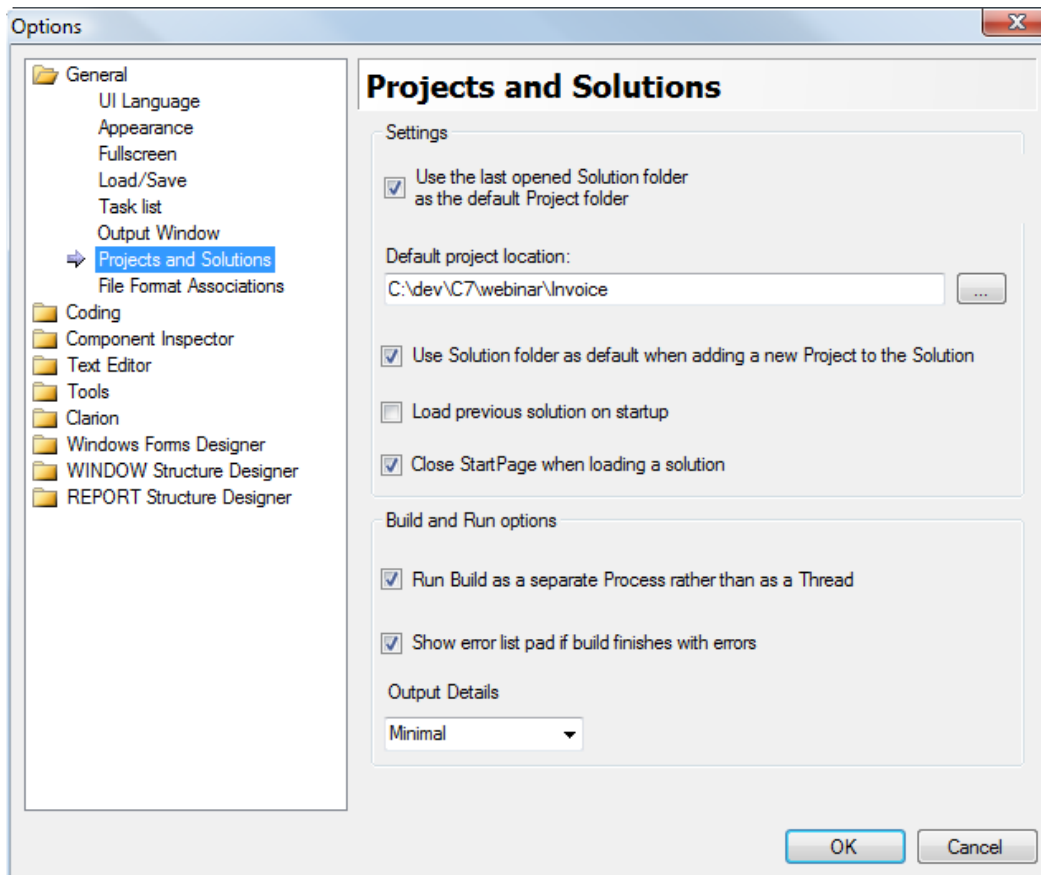 Options
General
UI Language
Appearance
Fullscreen
Load/Save
Task list
Output Window
Projects and Solutions
File Format Associations
Coding
Component Inspector
Text Editor
Tools
Clarion
Windows Forms Designer
WINDOW Structure Designer
REPORT Structure Designer
Projects and Solutions
Settings
Use the last opened Solution folder
as the default Project folder
Default project location:
C:\dev\C7\webinar\Invoice
...
Use Solution folder as default when adding a new Project to the Solution
Load previous solution on startup
Close StartPage when loading a solution
Build and Run options
Run Build as a separate Process rather than as a Thread
Show error list pad if build finishes with errors
Output Details
Minimal
OK
Cancel